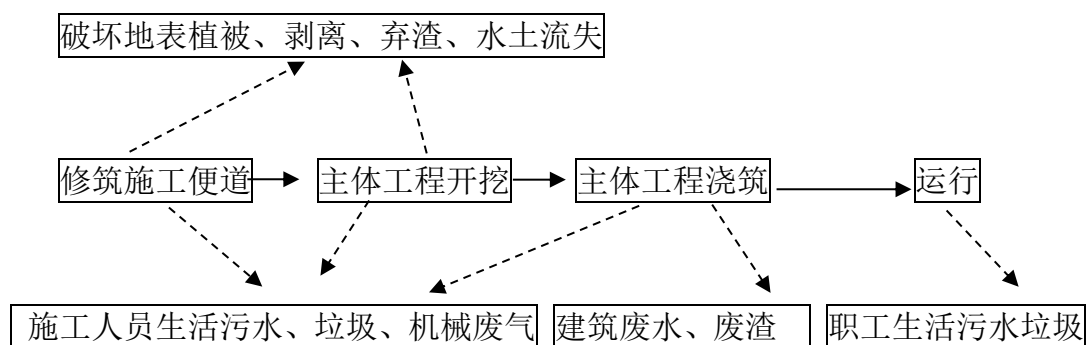 破坏地表植被、剥离、弃渣、水土流失
修筑施工便道
主体工程开挖
主体工程浇筑
运行
施工人员生活污水、垃圾、机械废气
建筑废水、废渣
职工生活污水垃圾